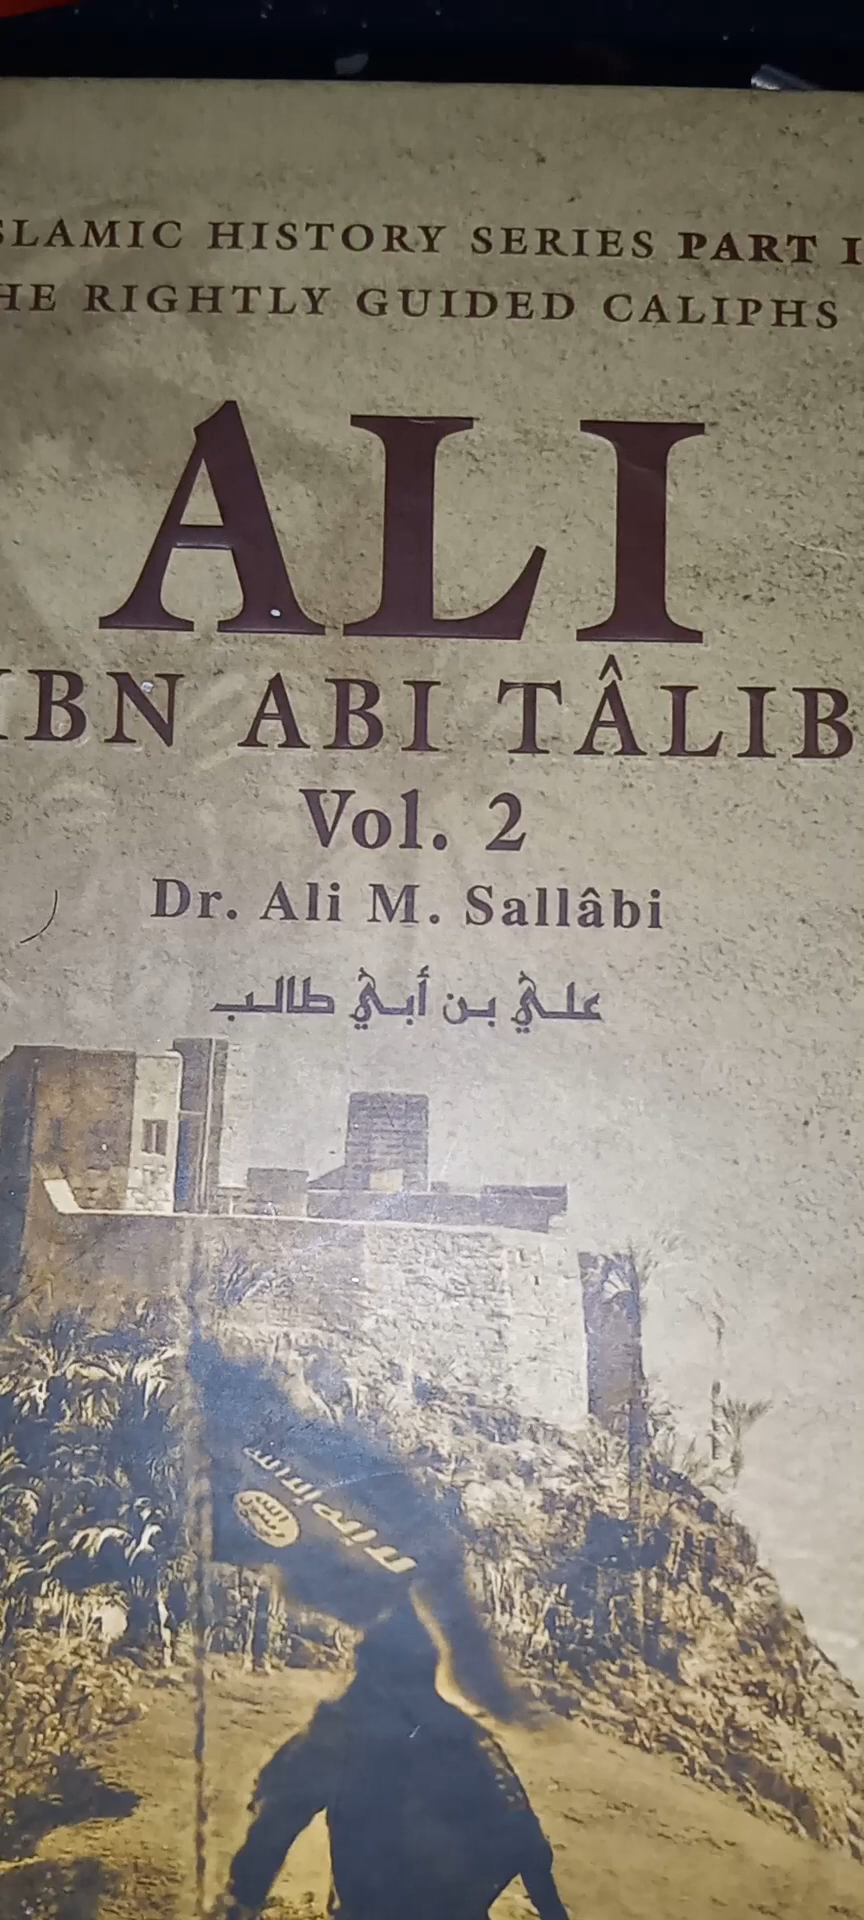 SLAMIC HISTORY SERIES PART I
HE RIGHTLY GUIDED CALIPHS
ALI
IBN ABI TÂLIB
Vol. 2
Dr. Ali M. Sallâbi
علي بن أبي طالب